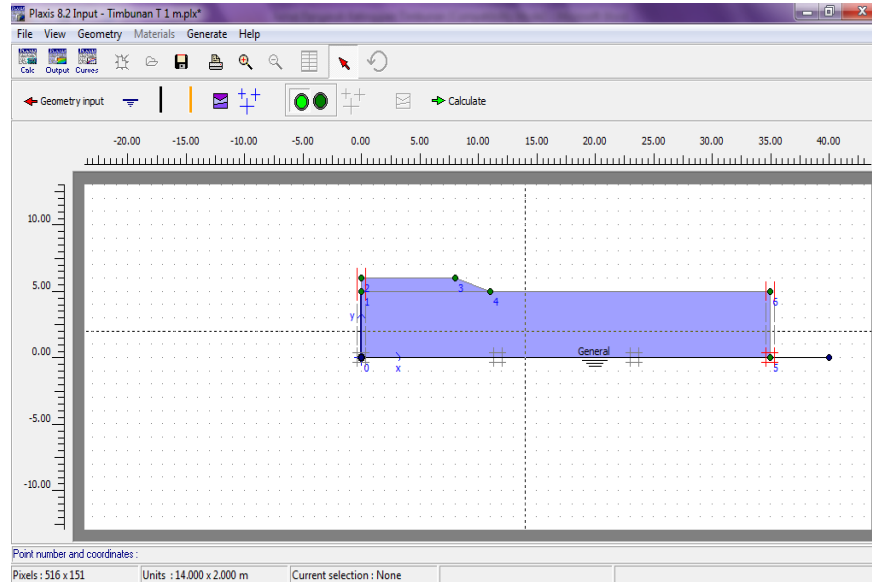 Plaxis 8.2 Input - Timbunan T 1 m.plx*
File View Geometry Materials Generate Help
Calc Output Curves
Geometry input
Calculate
-20.00 -15.00 -10.00 -5.00 0.00 5.00 10.00 15.00 20.00 25.00 30.00 35.00 40.00
10.00
5.00
0.00
-5.00
-10.00
2
3
1
4
6
y
General
0
x
5
Point number and coordinates :
Pixels : 516 x 151 Units : 14.000 x 2.000 m Current selection : None